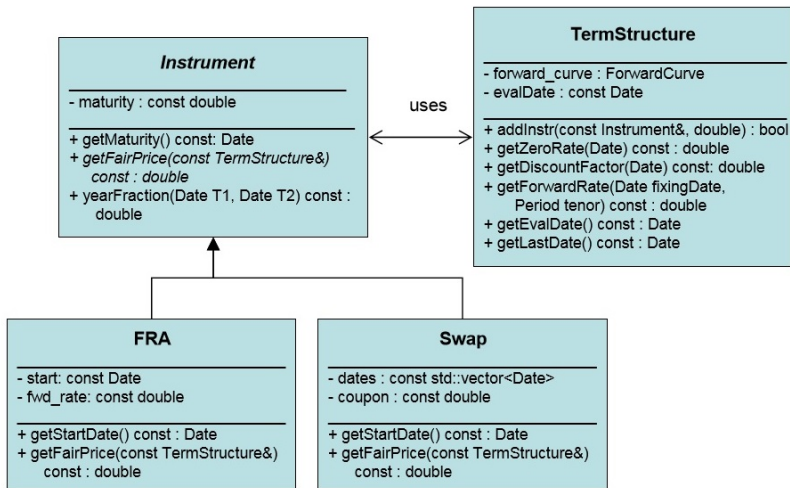 Instrument
- maturity : const double
+ getMaturity() const: Date
+ getFairPrice(const TermStructure&)
const : double
+ yearFraction(Date T1, Date T2) const :
double
uses
TermStructure
- forward_curve : ForwardCurve
- evalDate : const Date
+ addInstr(const Instrument&, double) : bool
+ getZeroRate(Date) const : double
+ getDiscountFactor(Date) const: double
+ getForwardRate(Date fixingDate,
Period tenor) const : double
+ getEvalDate() const : Date
+ getLastDate() const : Date
FRA
- start: const Date
- fwd_rate: const double
+ getStartDate() const : Date
+ getFairPrice(const TermStructure&)
const : double
Swap
- dates : const std::vector<Date>
- coupon : const double
+ getStartDate() const : Date
+ getFairPrice(const TermStructure&)
const : double